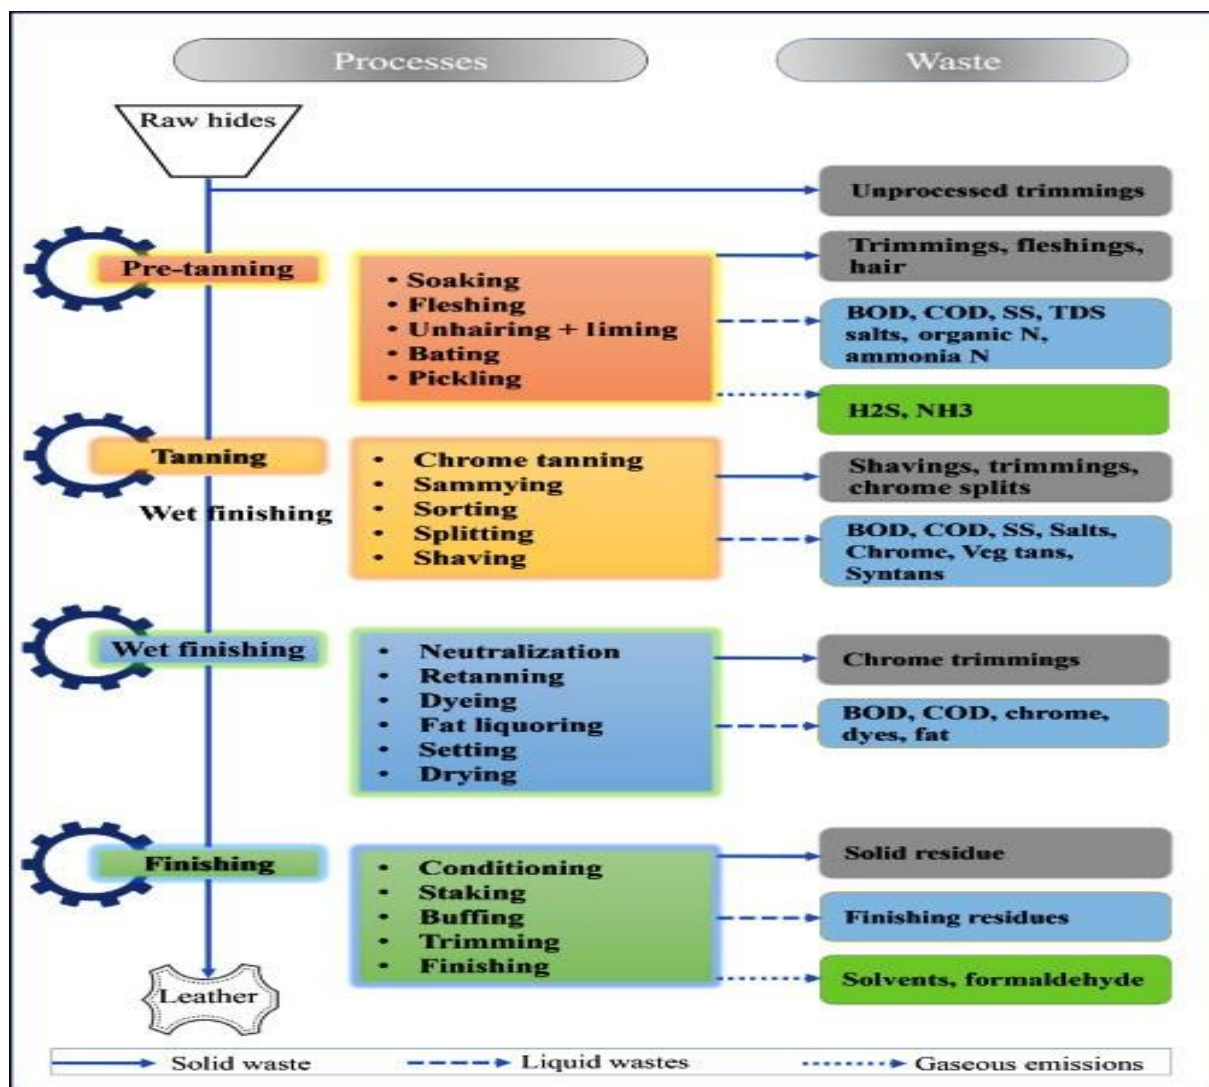 Processes
Waste
Raw hides
Unprocessed trimmings
Pre-tanning
• Soaking
• Fleshing
• Unhairing + liming
• Bating
• Pickling
Trimmings, fleshings,
hair
BOD, COD, SS, TDS
salts, organic N,
ammonia N
H2S, NH3
Tanning
Wet finishing
• Chrome tanning
• Sammying
• Sorting
• Splitting
• Shaving
Shavings, trimmings,
chrome splits
BOD, COD, SS, Salts,
Chrome, Veg tans,
Syntans
Wet finishing
• Neutralization
• Retanning
• Dyeing
• Fat liquoring
• Setting
• Drying
Chrome trimmings
BOD, COD, chrome,
dyes, fat
Finishing
• Conditioning
• Staking
• Buffing
• Trimming
• Finishing
Solid residue
Finishing residues
Solvents, formaldehyde
Leather
Solid waste
Liquid wastes
Gaseous emissions